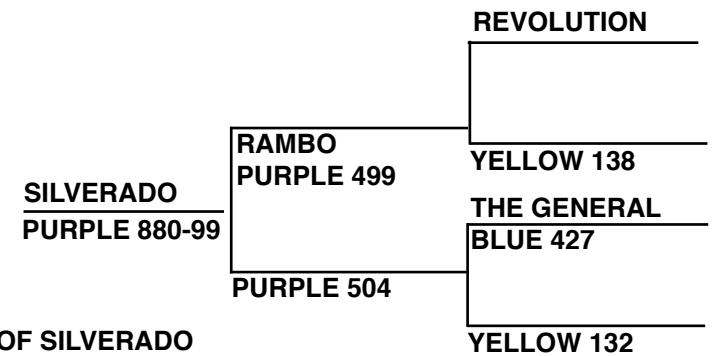 REVOLUTION
RAMBO
PURPLE 499
YELLOW 138
SILVERADO
PURPLE 880-99
THE GENERAL
BLUE 427
PURPLE 504
OF SILVERADO
YELLOW 132